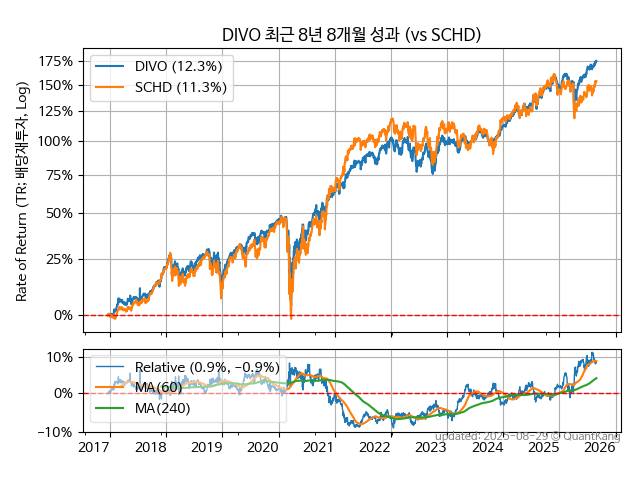 DIVO 최근 8년 8개월 성과 (vs SCHD)
Rate of Return (TR; 배당재투자, Log)
175%
150%
125%
100%
75%
50%
25%
0%
DIVO (12.3%)
SCHD (11.3%)
10%
0%
−10%
Relative (0.9%, −0.9%)
MA(60)
MA(240)
updated: 2025-08-29 © QuantKang
2017 2018 2019 2020 2021 2022 2023 2024 2025 2026